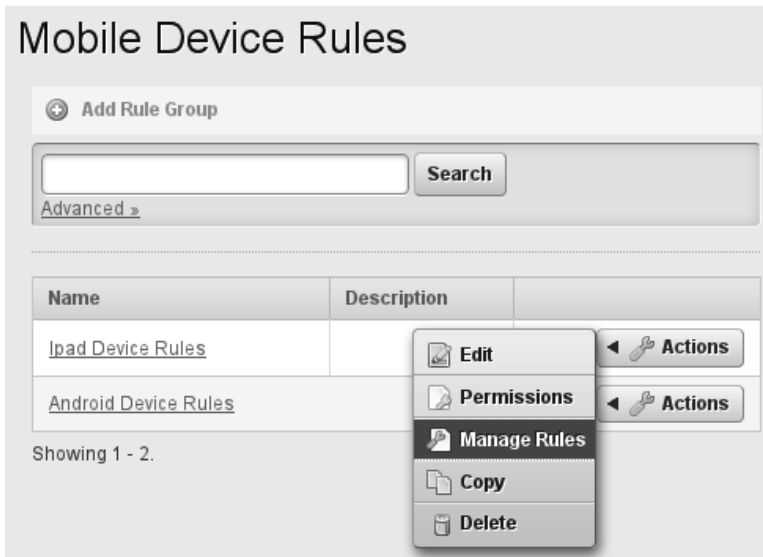 Mobile Device Rules
Add Rule Group
Search
Advanced »
Name Description
Ipad Device Rules
Edit
Actions
Permissions
Android Device Rules
Actions
Manage Rules
Showing 1 - 2.
Copy
Delete